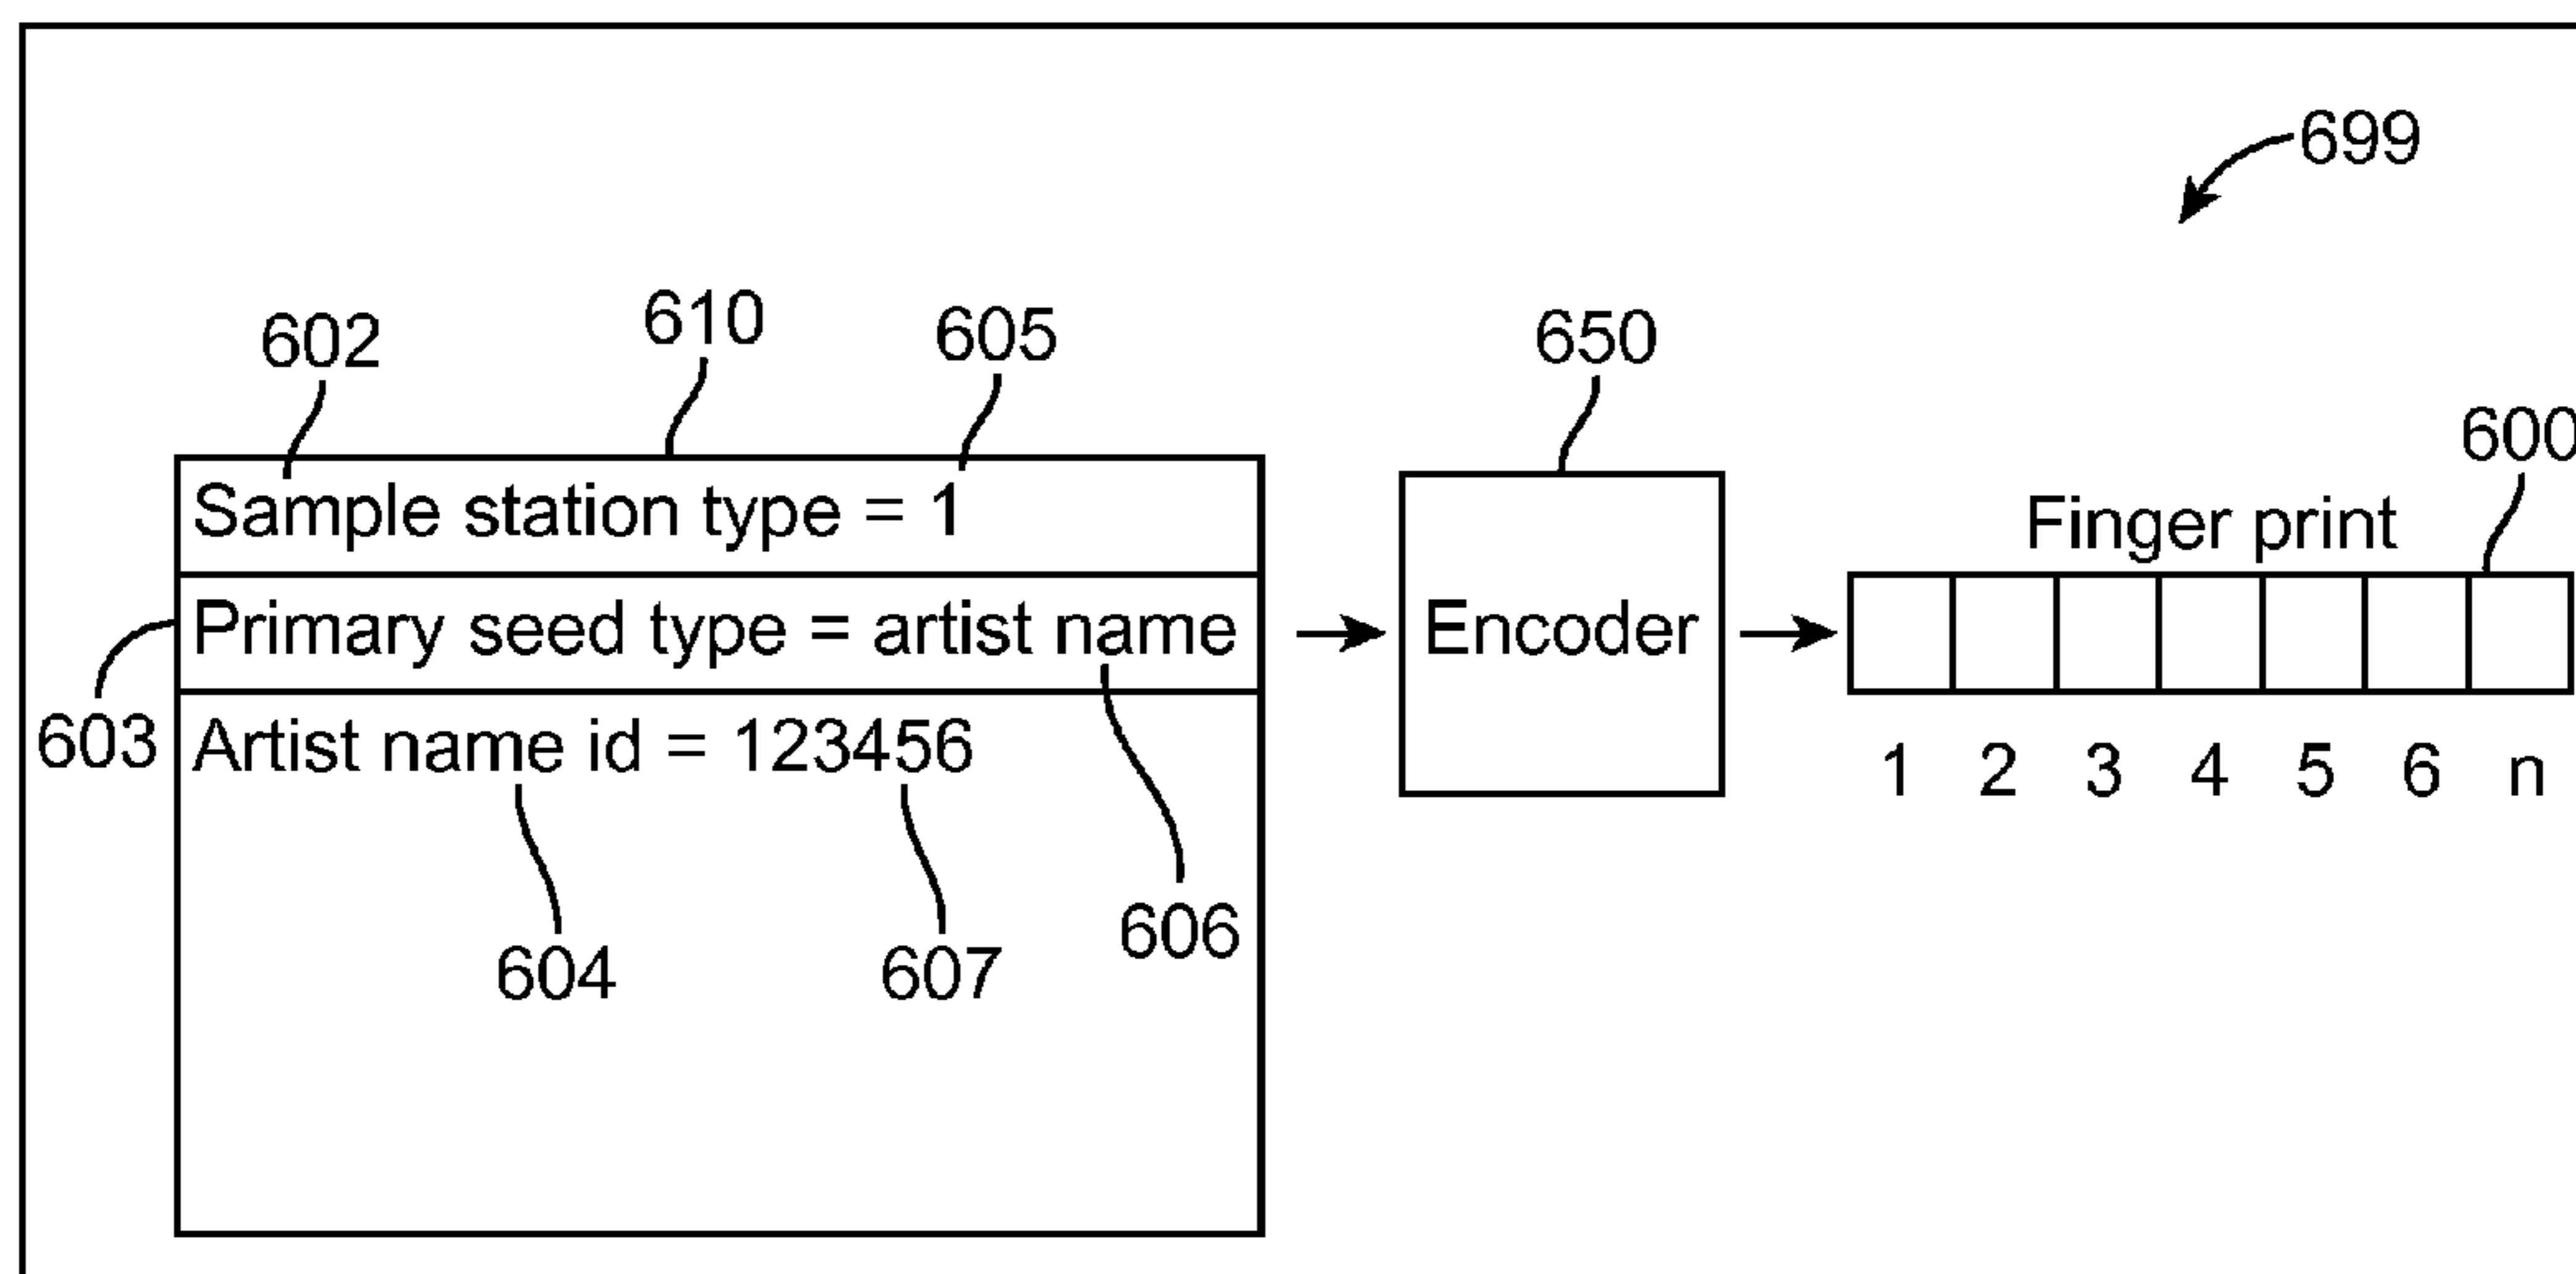 699
602 610 605 650 600
Sample station type = 1
Finger print
603 Primary seed type = artist name
Encoder
Artist name id = 123456
1 2 3 4 5 6 n
604 607 606